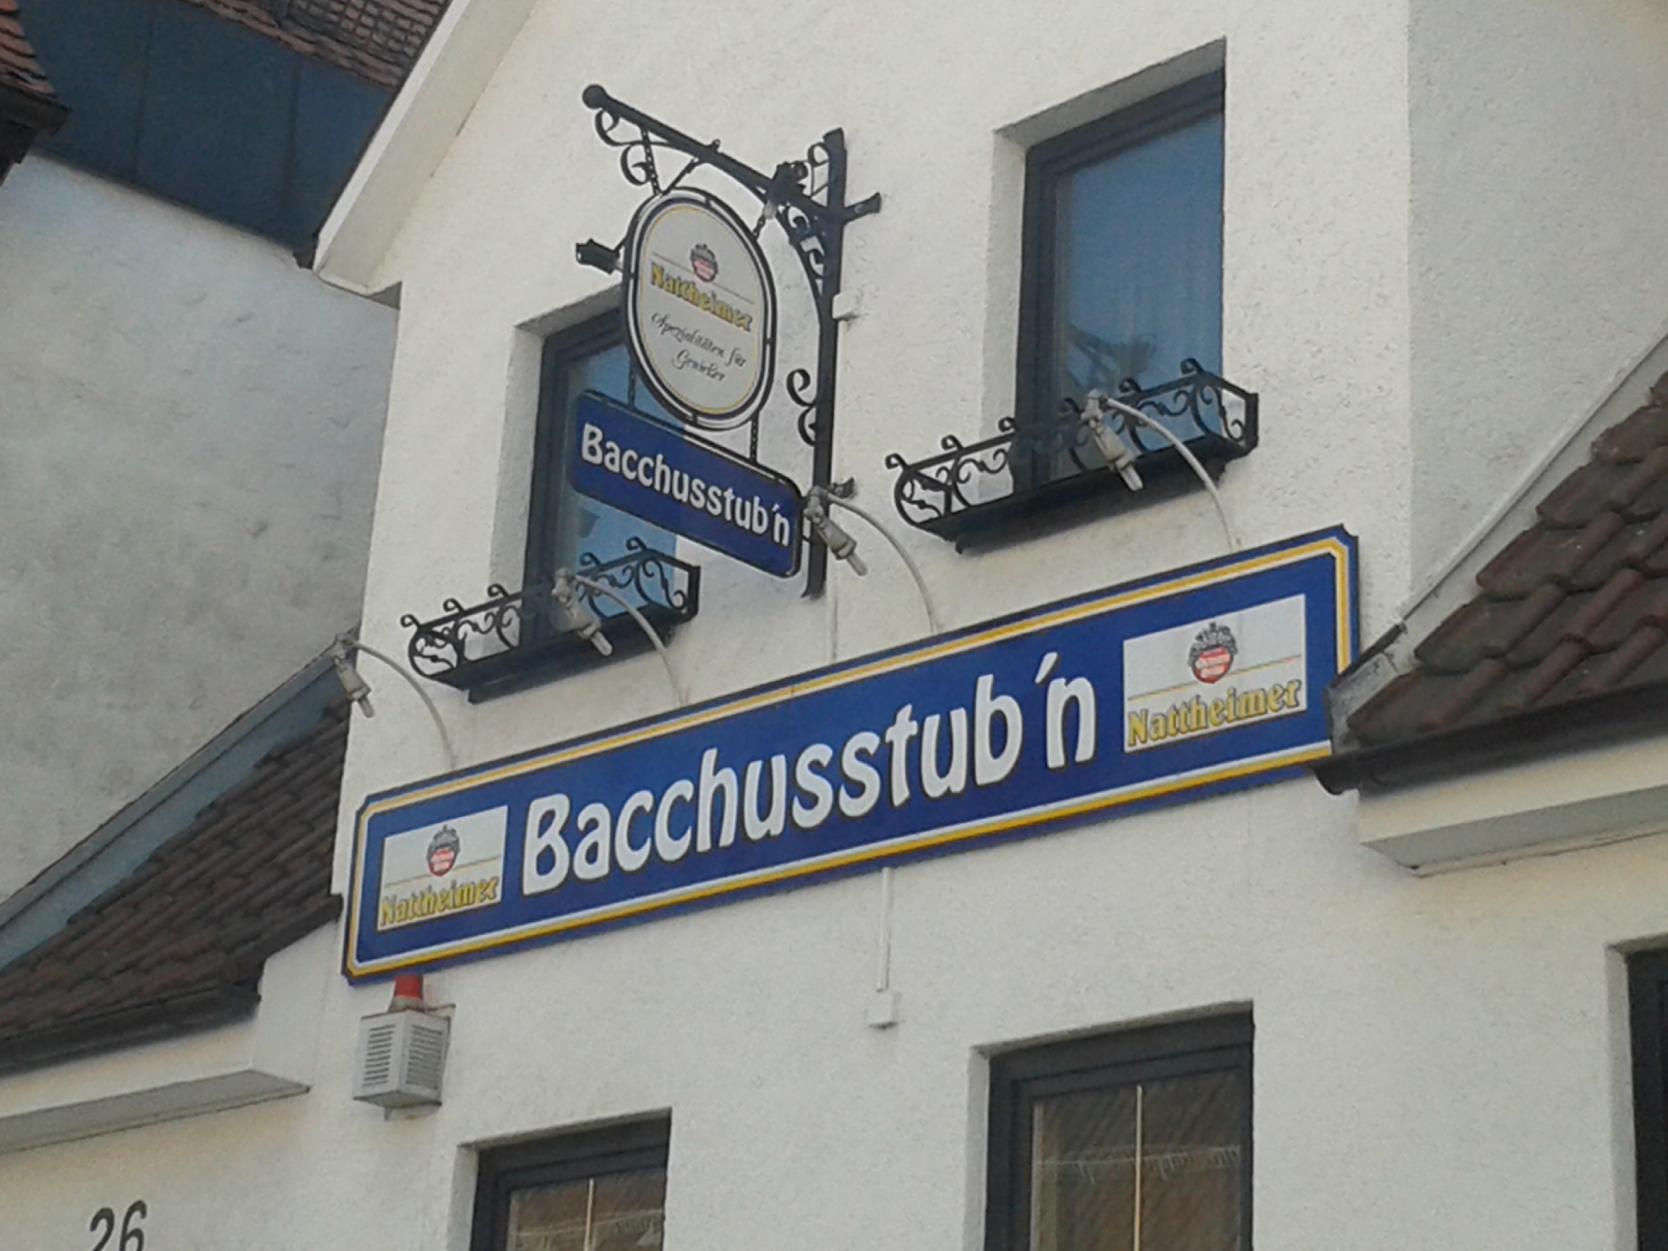 Nattheimer
Spezialitäten für
Genießer
Bacchusstub'n
Nattheimer
Bacchusstub'n
Nattheimer
26